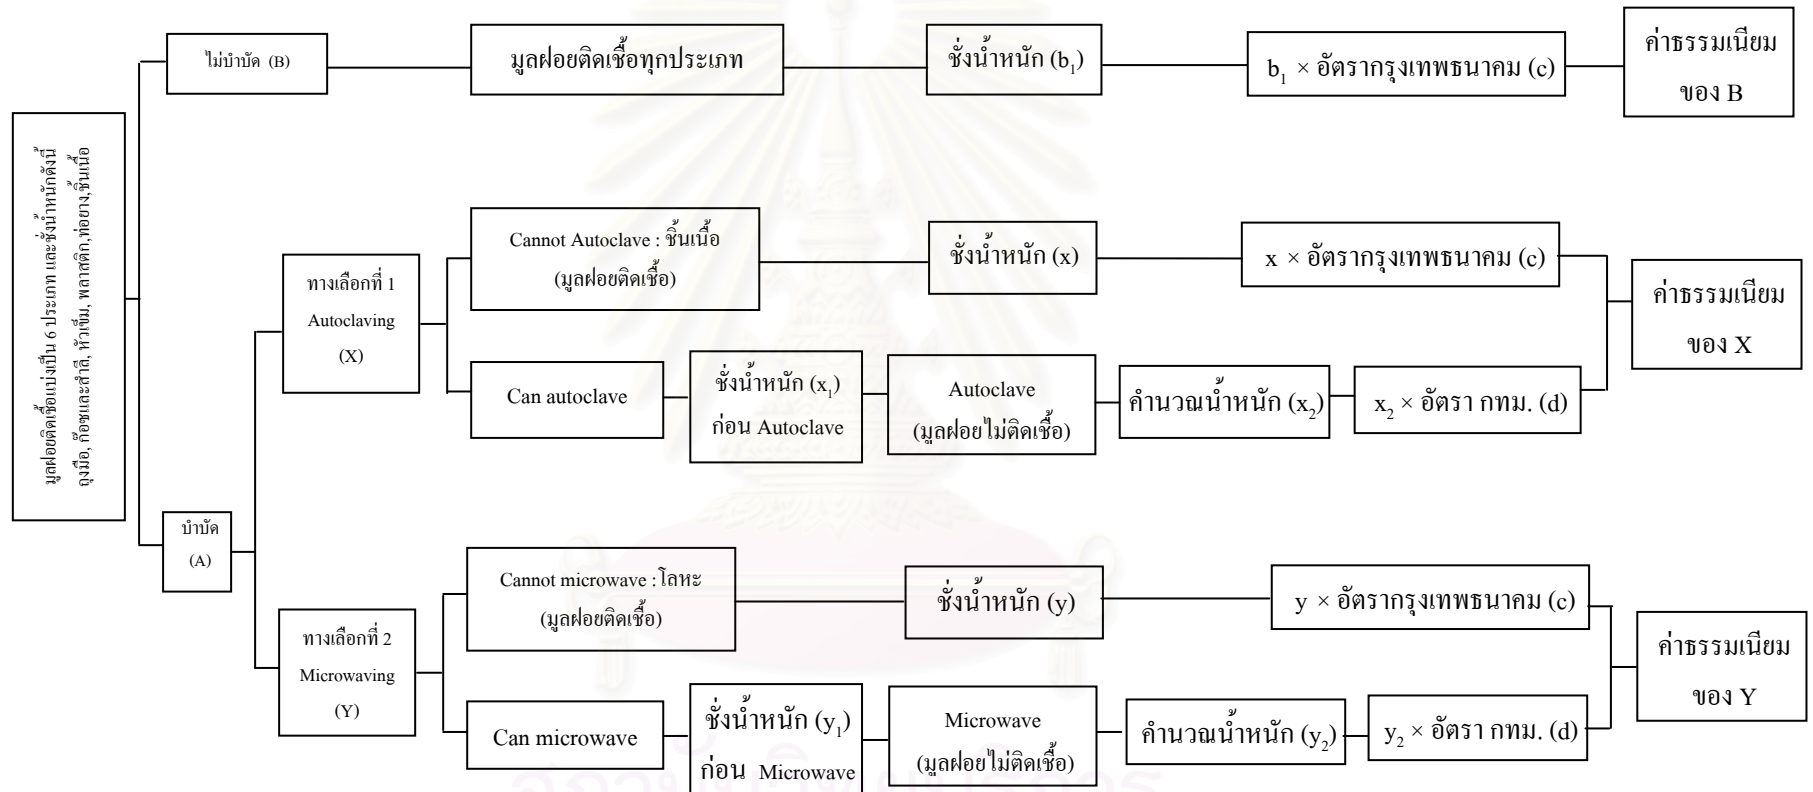 มูลฝอยติดเชื้อแบ่งเป็น 6 ประเภท และชั่งน้ำหนักดังนี้
ถุงมือ, ก๊อซและสำลี, หัวเข็ม, พลาสติก,ท่อยาง,ชิ้นเนื้อ
ไม่บำบัด (B)
มูลฝอยติดเชื้อทุกประเภท
ชั่งน้ำหนัก (b₁)
b₁ × อัตรากรุงเทพธนาคม (c)
ค่าธรรมเนียม
ของ B
บำบัด
(A)
ทางเลือกที่ 1
Autoclaving
(X)
Cannot Autoclave : ชิ้นเนื้อ
(มูลฝอยติดเชื้อ)
ชั่งน้ำหนัก (x)
x × อัตรากรุงเทพธนาคม (c)
Can autoclave
ชั่งน้ำหนัก (x₁)
ก่อน Autoclave
Autoclave
(มูลฝอยไม่ติดเชื้อ)
คำนวณน้ำหนัก (x₂)
x₂ × อัตรา กทม. (d)
ค่าธรรมเนียม
ของ X
ทางเลือกที่ 2
Microwaving
(Y)
Cannot microwave : โลหะ
(มูลฝอยติดเชื้อ)
ชั่งน้ำหนัก (y)
y × อัตรากรุงเทพธนาคม (c)
Can microwave
ชั่งน้ำหนัก (y₁)
ก่อน Microwave
Microwave
(มูลฝอยไม่ติดเชื้อ)
คำนวณน้ำหนัก (y₂)
y₂ × อัตรา กทม. (d)
ค่าธรรมเนียม
ของ Y
สถาบันวิทยบริการ